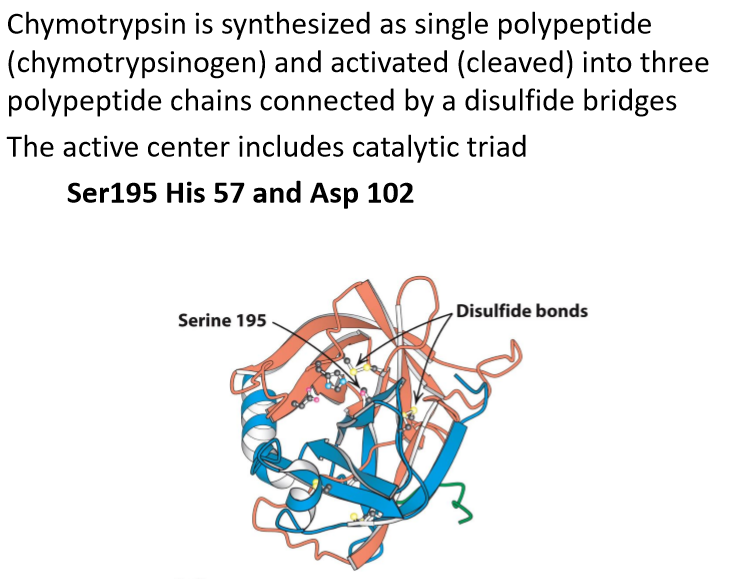 Chymotrypsin is synthesized as single polypeptide
(chymotrypsinogen) and activated (cleaved) into three
polypeptide chains connected by a disulfide bridges
The active center includes catalytic triad
Ser195 His 57 and Asp 102
Serine 195
Disulfide bonds